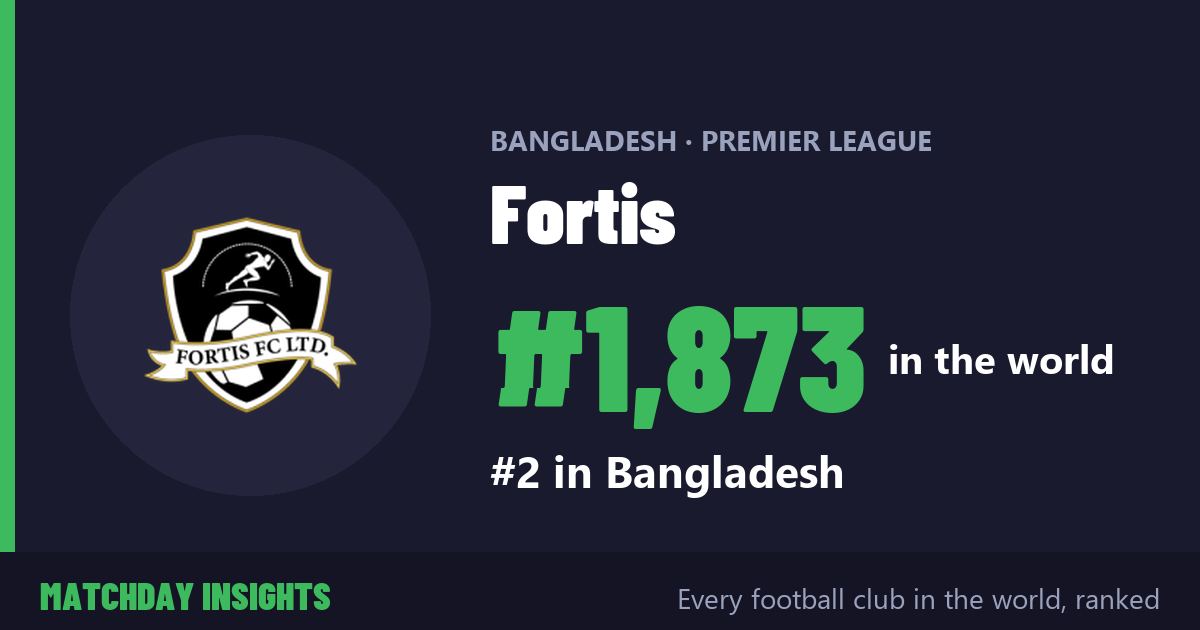 BANGLADESH · PREMIER LEAGUE
Fortis
FORTIS FC LTD.
#1,873 in the world
#2 in Bangladesh
MATCHDAY INSIGHTS
Every football club in the world, ranked